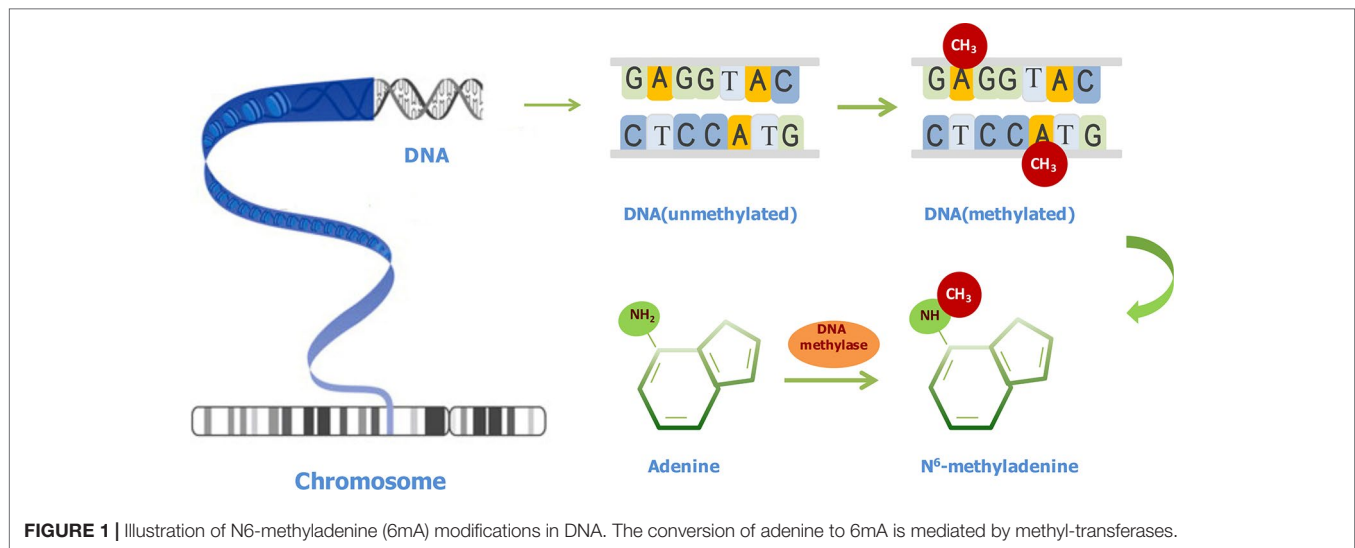 CH₃
GAGGTAC
GAGGTAC
CTCCATG
CTCCATG
CH₃
DNA
DNA(unmethylated)
DNA(methylated)
NH₂
DNA
methylase
CH₃
NH
Adenine
N⁶-methyladenine
Chromosome
FIGURE 1 | Illustration of N6-methyladenine (6mA) modifications in DNA. The conversion of adenine to 6mA is mediated by methyl-transferases.